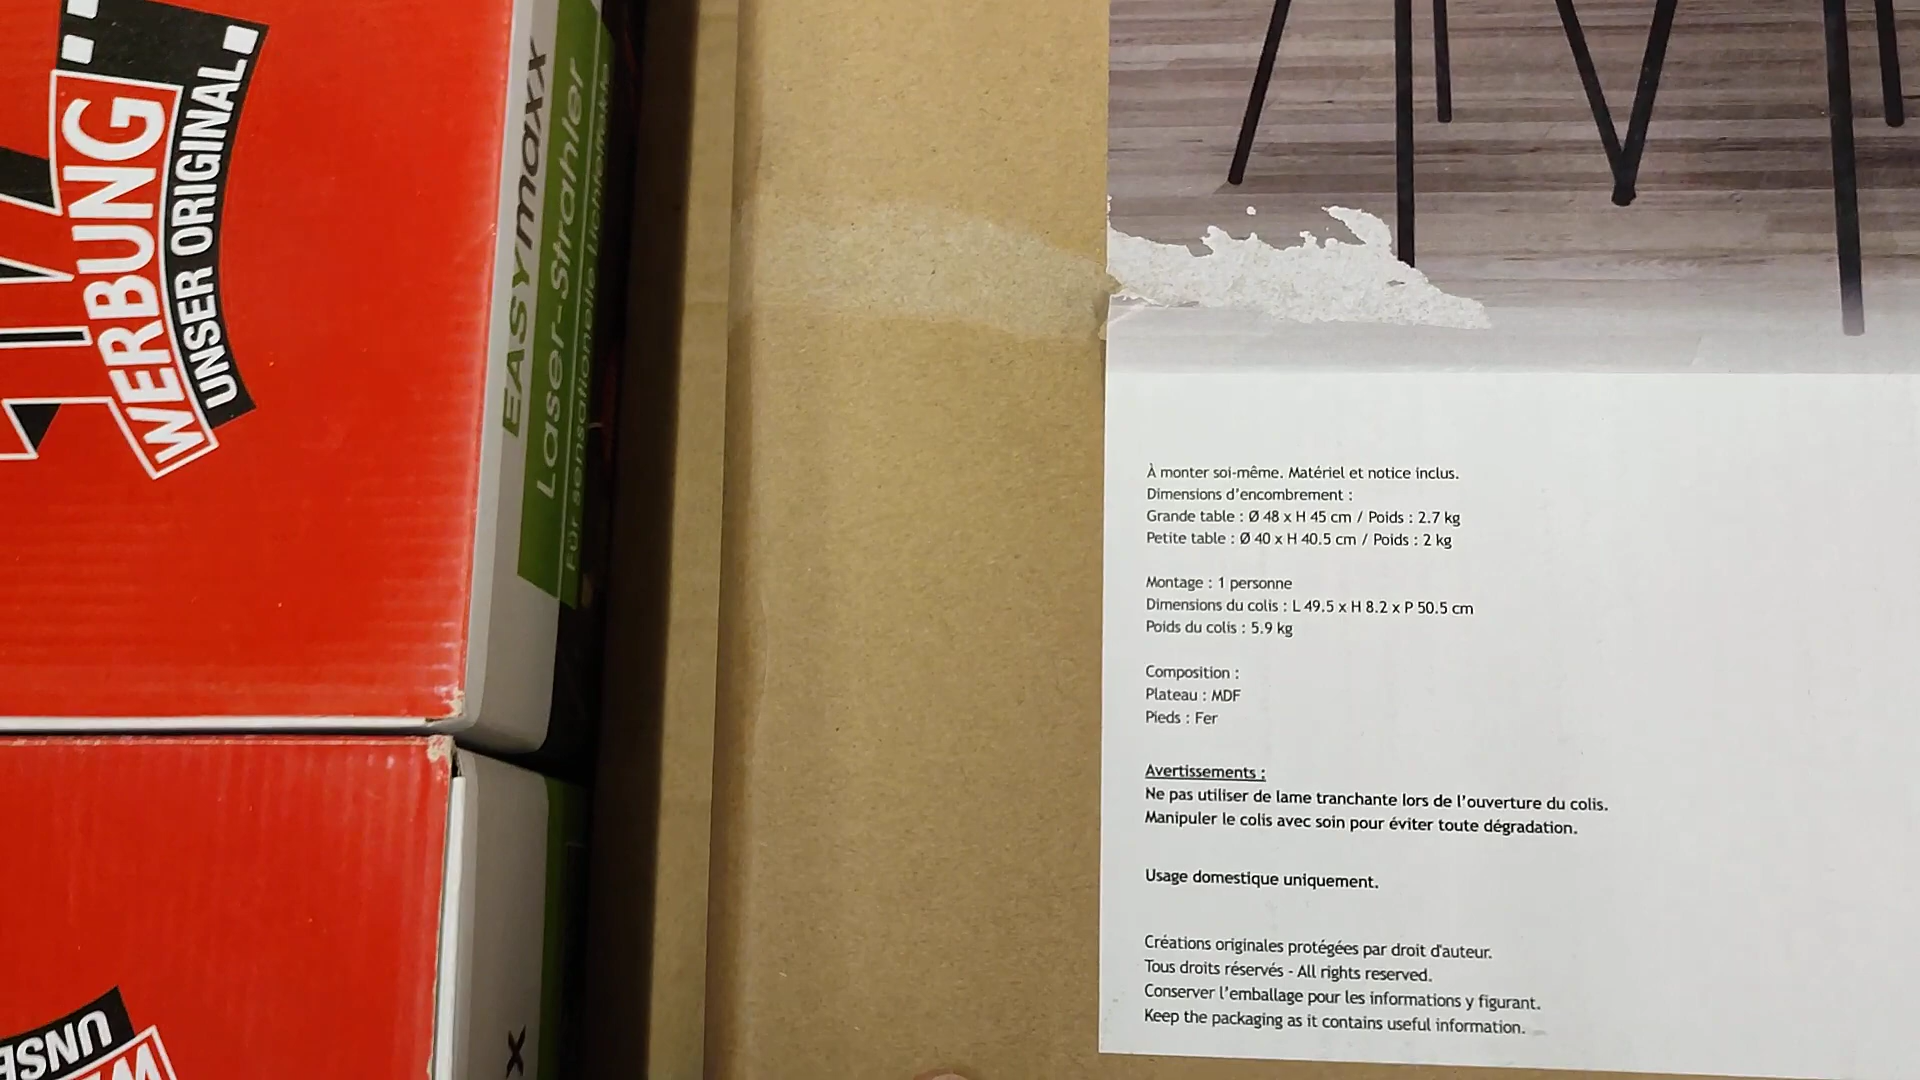 WERBUNG
UNSER ORIGINAL.
EASYmaxx
Laser-Strahler
Für sensationelle Lichteffekte
À monter soi-même. Matériel et notice inclus.
Dimensions d'encombrement :
Grande table : Ø 48 x H 45 cm / Poids : 2.7 kg
Petite table : Ø 40 x H 40.5 cm / Poids : 2 kg
Montage : 1 personne
Dimensions du colis : L 49.5 x H 8.2 x P 50.5 cm
Poids du colis : 5.9 kg
Composition :
Plateau : MDF
Pieds : Fer
Avertissements :
Ne pas utiliser de lame tranchante lors de l'ouverture du colis.
Manipuler le colis avec soin pour éviter toute dégradation.
Usage domestique uniquement.
Créations originales protégées par droit d'auteur.
Tous droits réservés - All rights reserved.
Conserver l'emballage pour les informations y figurant.
Keep the packaging as it contains useful information.